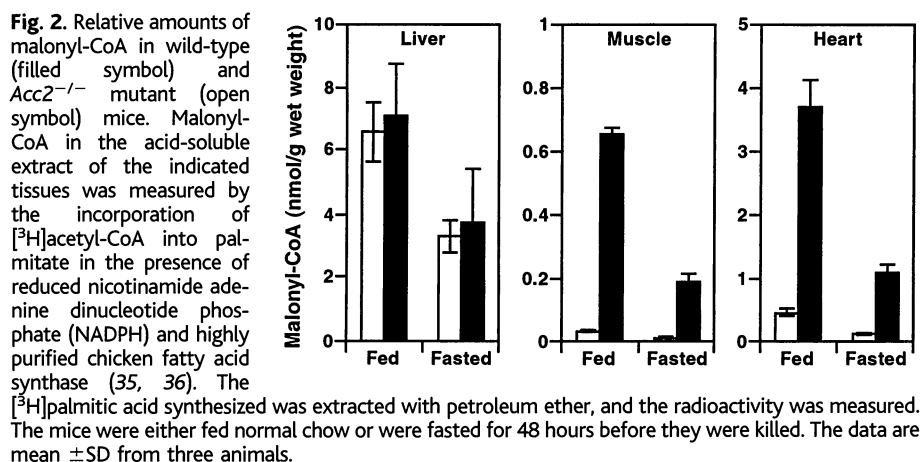 Fig. 2. Relative amounts of
malonyl-CoA in wild-type
(filled symbol) and
Acc2−/− mutant (open
symbol) mice. Malonyl-
CoA in the acid-soluble
extract of the indicated
tissues was measured by
the incorporation of
[³H]acetyl-CoA into pal-
mitate in the presence of
reduced nicotinamide ade-
nine dinucleotide phos-
phate (NADPH) and highly
purified chicken fatty acid
synthase (35, 36). The
[³H]palmitic acid synthesized was extracted with petroleum ether, and the radioactivity was measured.
The mice were either fed normal chow or were fasted for 48 hours before they were killed. The data are
mean ±SD from three animals.
Malonyl-CoA (nmol/g wet weight)
Liver
10
8
6
4
2
0
Fed Fasted
Muscle
1
0.8
0.6
0.4
0.2
0
Fed Fasted
Heart
5
4
3
2
1
0
Fed Fasted